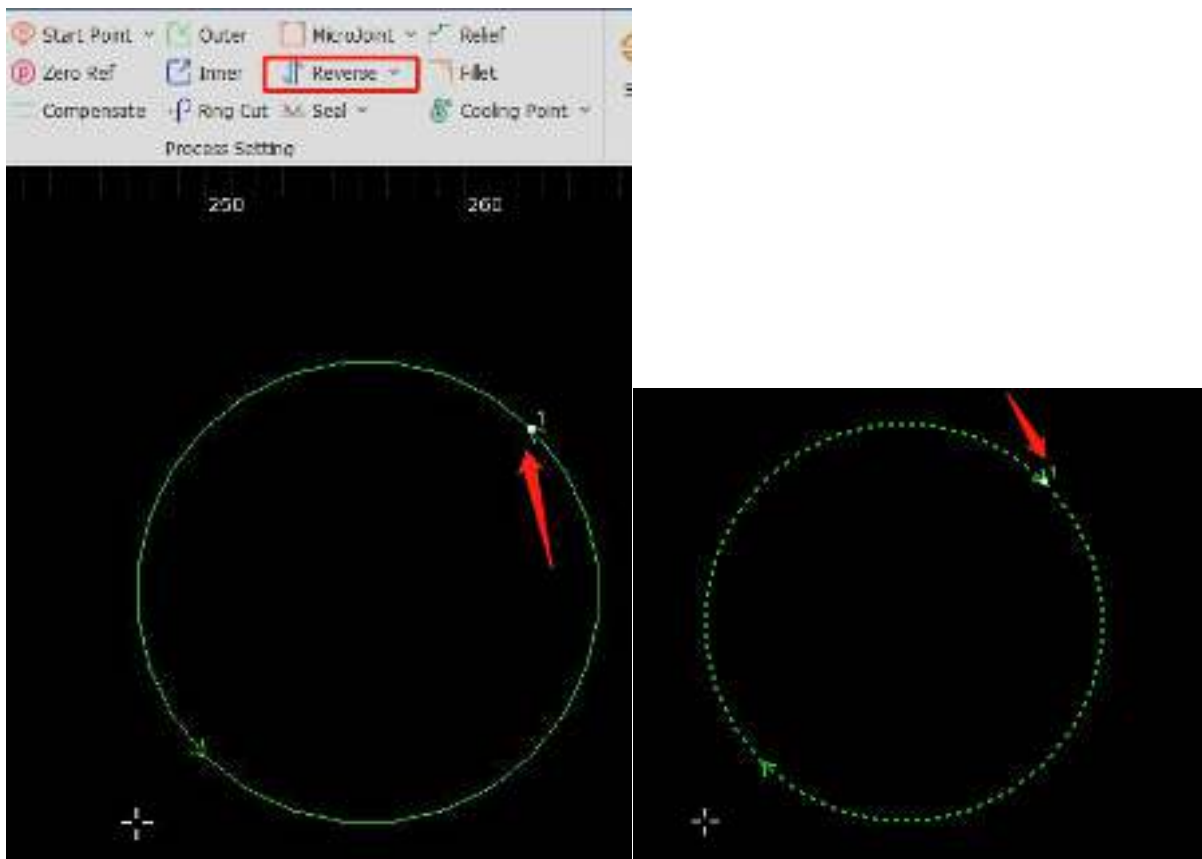 Start Point Outer MicroJoint Relief
Zero Ref Inner Reverse Fillet
Compensate Ring Cut Seal Cooling Point
Process Setting
250 260
1
1